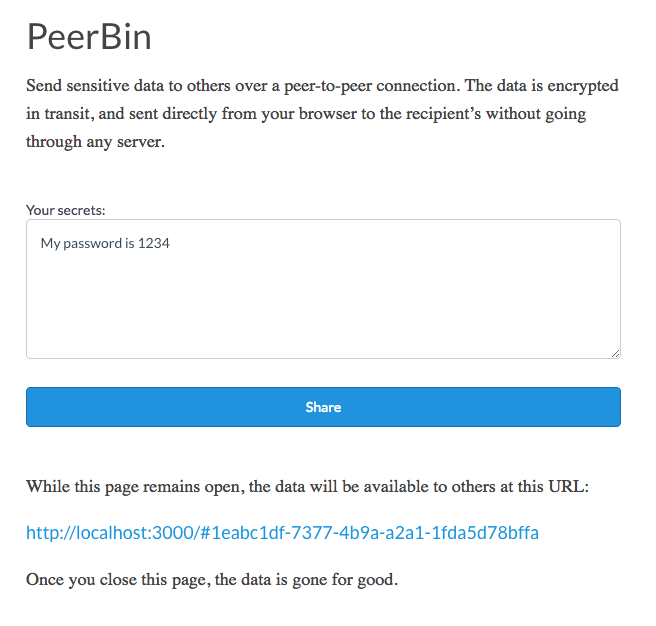 PeerBin
Send sensitive data to others over a peer-to-peer connection. The data is encrypted
in transit, and sent directly from your browser to the recipient’s without going
through any server.
Your secrets:
My password is 1234
Share
While this page remains open, the data will be available to others at this URL:
http://localhost:3000/#1eabc1df-7377-4b9a-a2a1-1fda5d78bffa
Once you close this page, the data is gone for good.